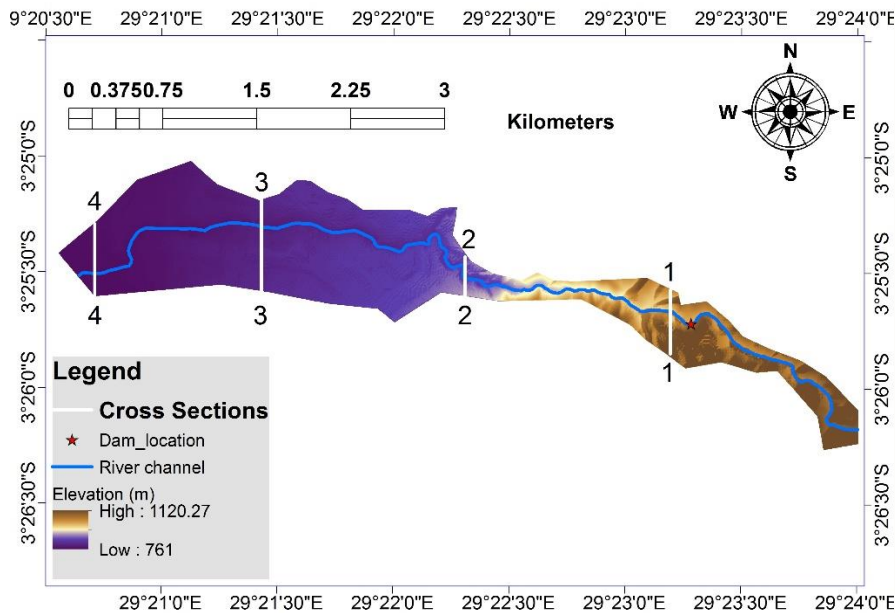 9°20'30"E 29°21'0"E 29°21'30"E 29°22'0"E 29°22'30"E 29°23'0"E 29°23'30"E 29°24'0"E
0 0.375 0.75 1.5 2.25 3
Kilometers
N
W E
S
3°25'0"S 3°25'0"S
4 3 2 1
3°25'30"S 3°25'30"S
4 3 2 1
3°26'0"S 3°26'0"S
3°26'30"S 3°26'30"S
Legend
Cross Sections
Dam_location
River channel
Elevation (m)
High : 1120.27
Low : 761
29°21'0"E 29°21'30"E 29°22'0"E 29°22'30"E 29°23'0"E 29°23'30"E 29°24'0"E